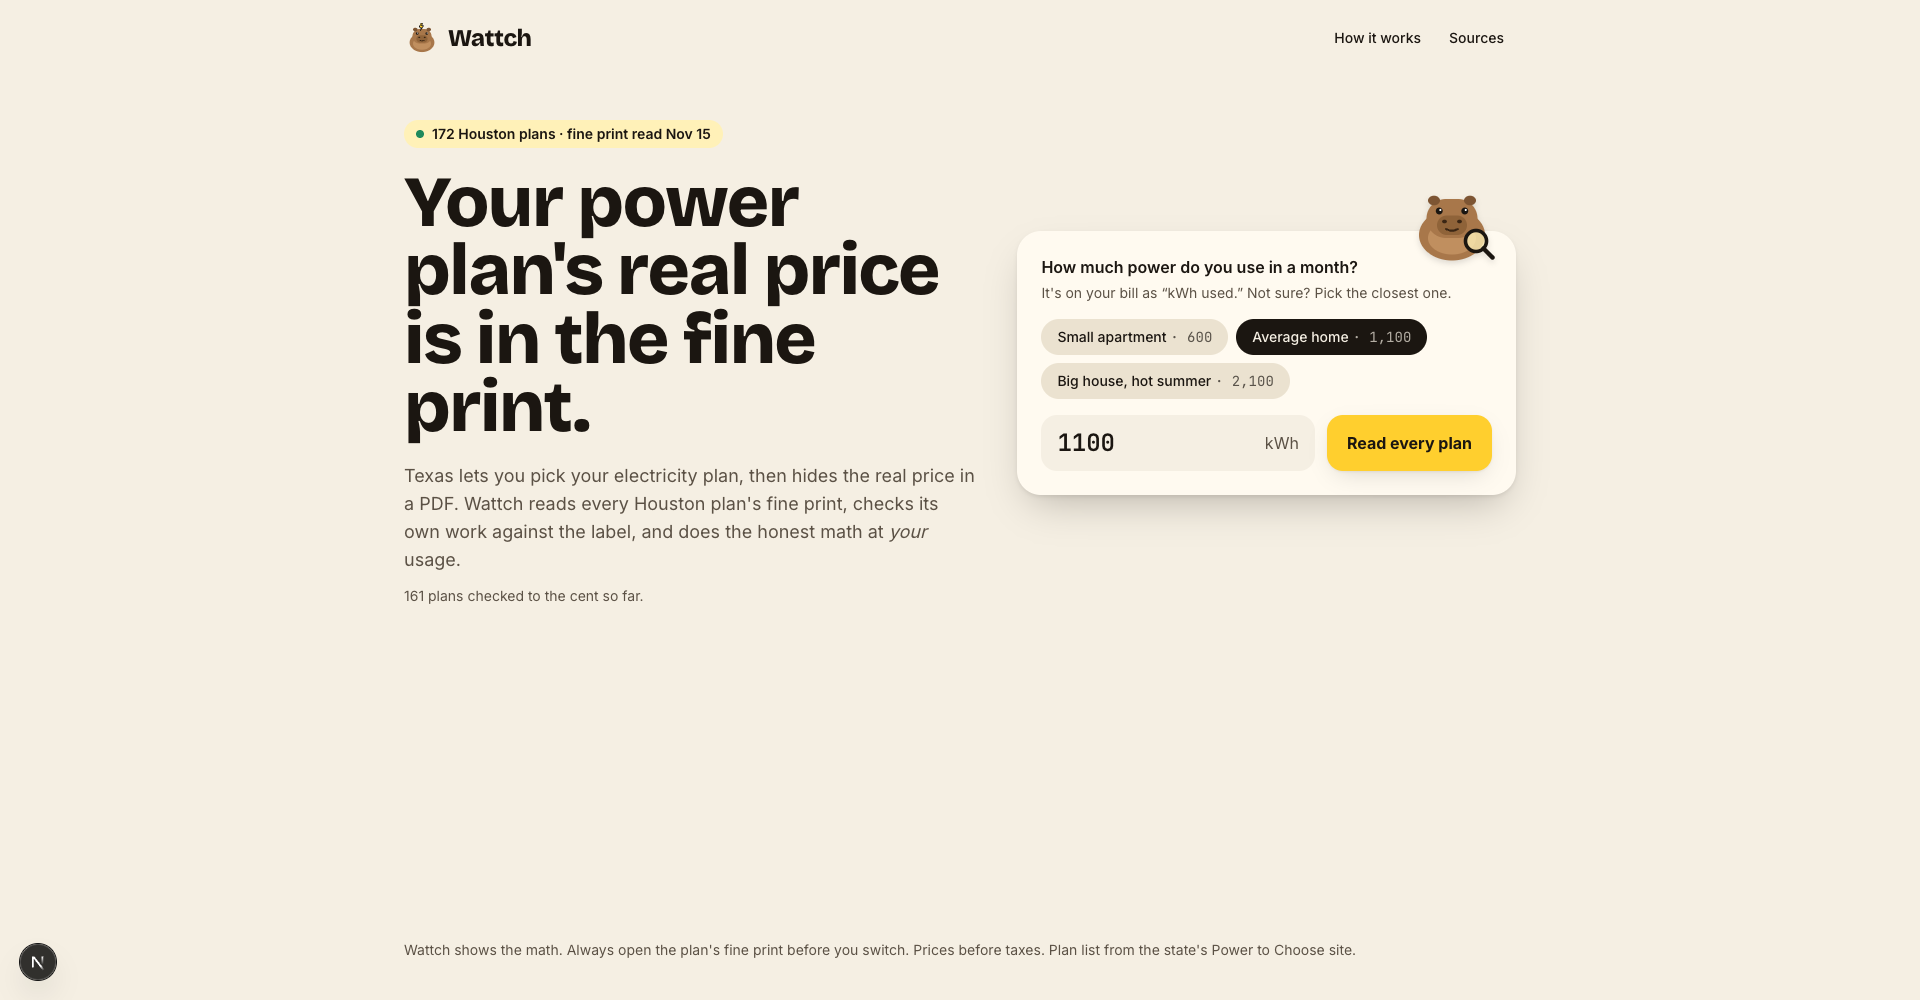 Wattch
How it works
Sources
172 Houston plans · fine print read Nov 15
Your power
plan's real price
is in the fine
print.
Texas lets you pick your electricity plan, then hides the real price in
a PDF. Wattch reads every Houston plan's fine print, checks its
own work against the label, and does the honest math at your
usage.
161 plans checked to the cent so far.
How much power do you use in a month?
It's on your bill as “kWh used.” Not sure? Pick the closest one.
Small apartment · 600
Average home · 1,100
Big house, hot summer · 2,100
1100 kWh
Read every plan
Wattch shows the math. Always open the plan's fine print before you switch. Prices before taxes. Plan list from the state's Power to Choose site.
N